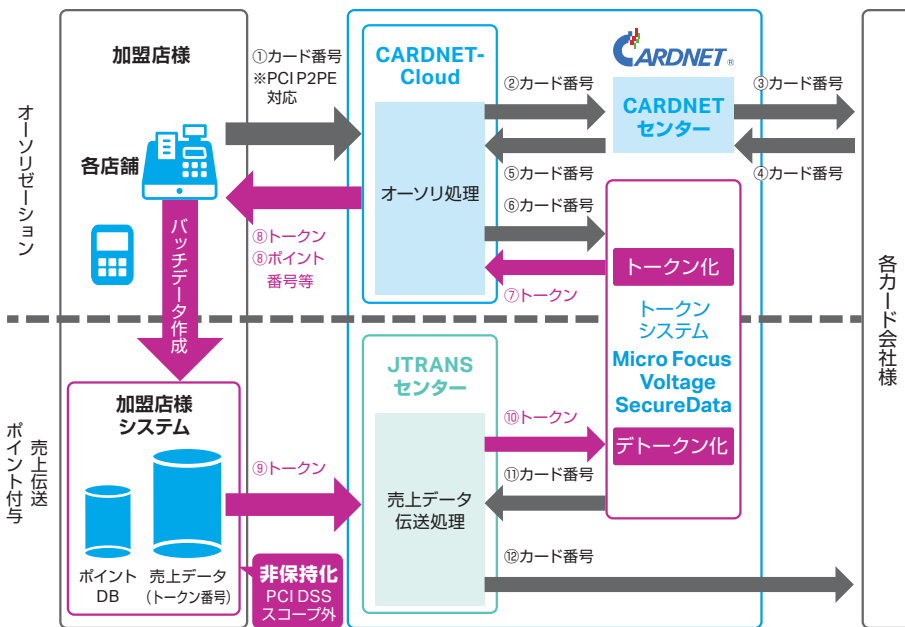 オーソリゼーション
加盟店様
各店舗
バッチデータ作成
①カード番号
※PCI P2PE
対応
⑧トークン
⑧ポイント
番号等
CARDNET-
Cloud
オーソリ処理
②カード番号
⑤カード番号
⑥カード番号
⑦トークン
CARDNET®
CARDNET
センター
③カード番号
④カード番号
トークン化
トークン
システム
Micro Focus
Voltage
SecureData
デトークン化
各カード会社様
売上伝送
ポイント付与
加盟店様
システム
ポイント
DB
売上データ
(トークン番号)
⑨トークン
非保持化
PCI DSS
スコープ外
JTRANS
センター
売上データ
伝送処理
⑩トークン
⑪カード番号
⑫カード番号